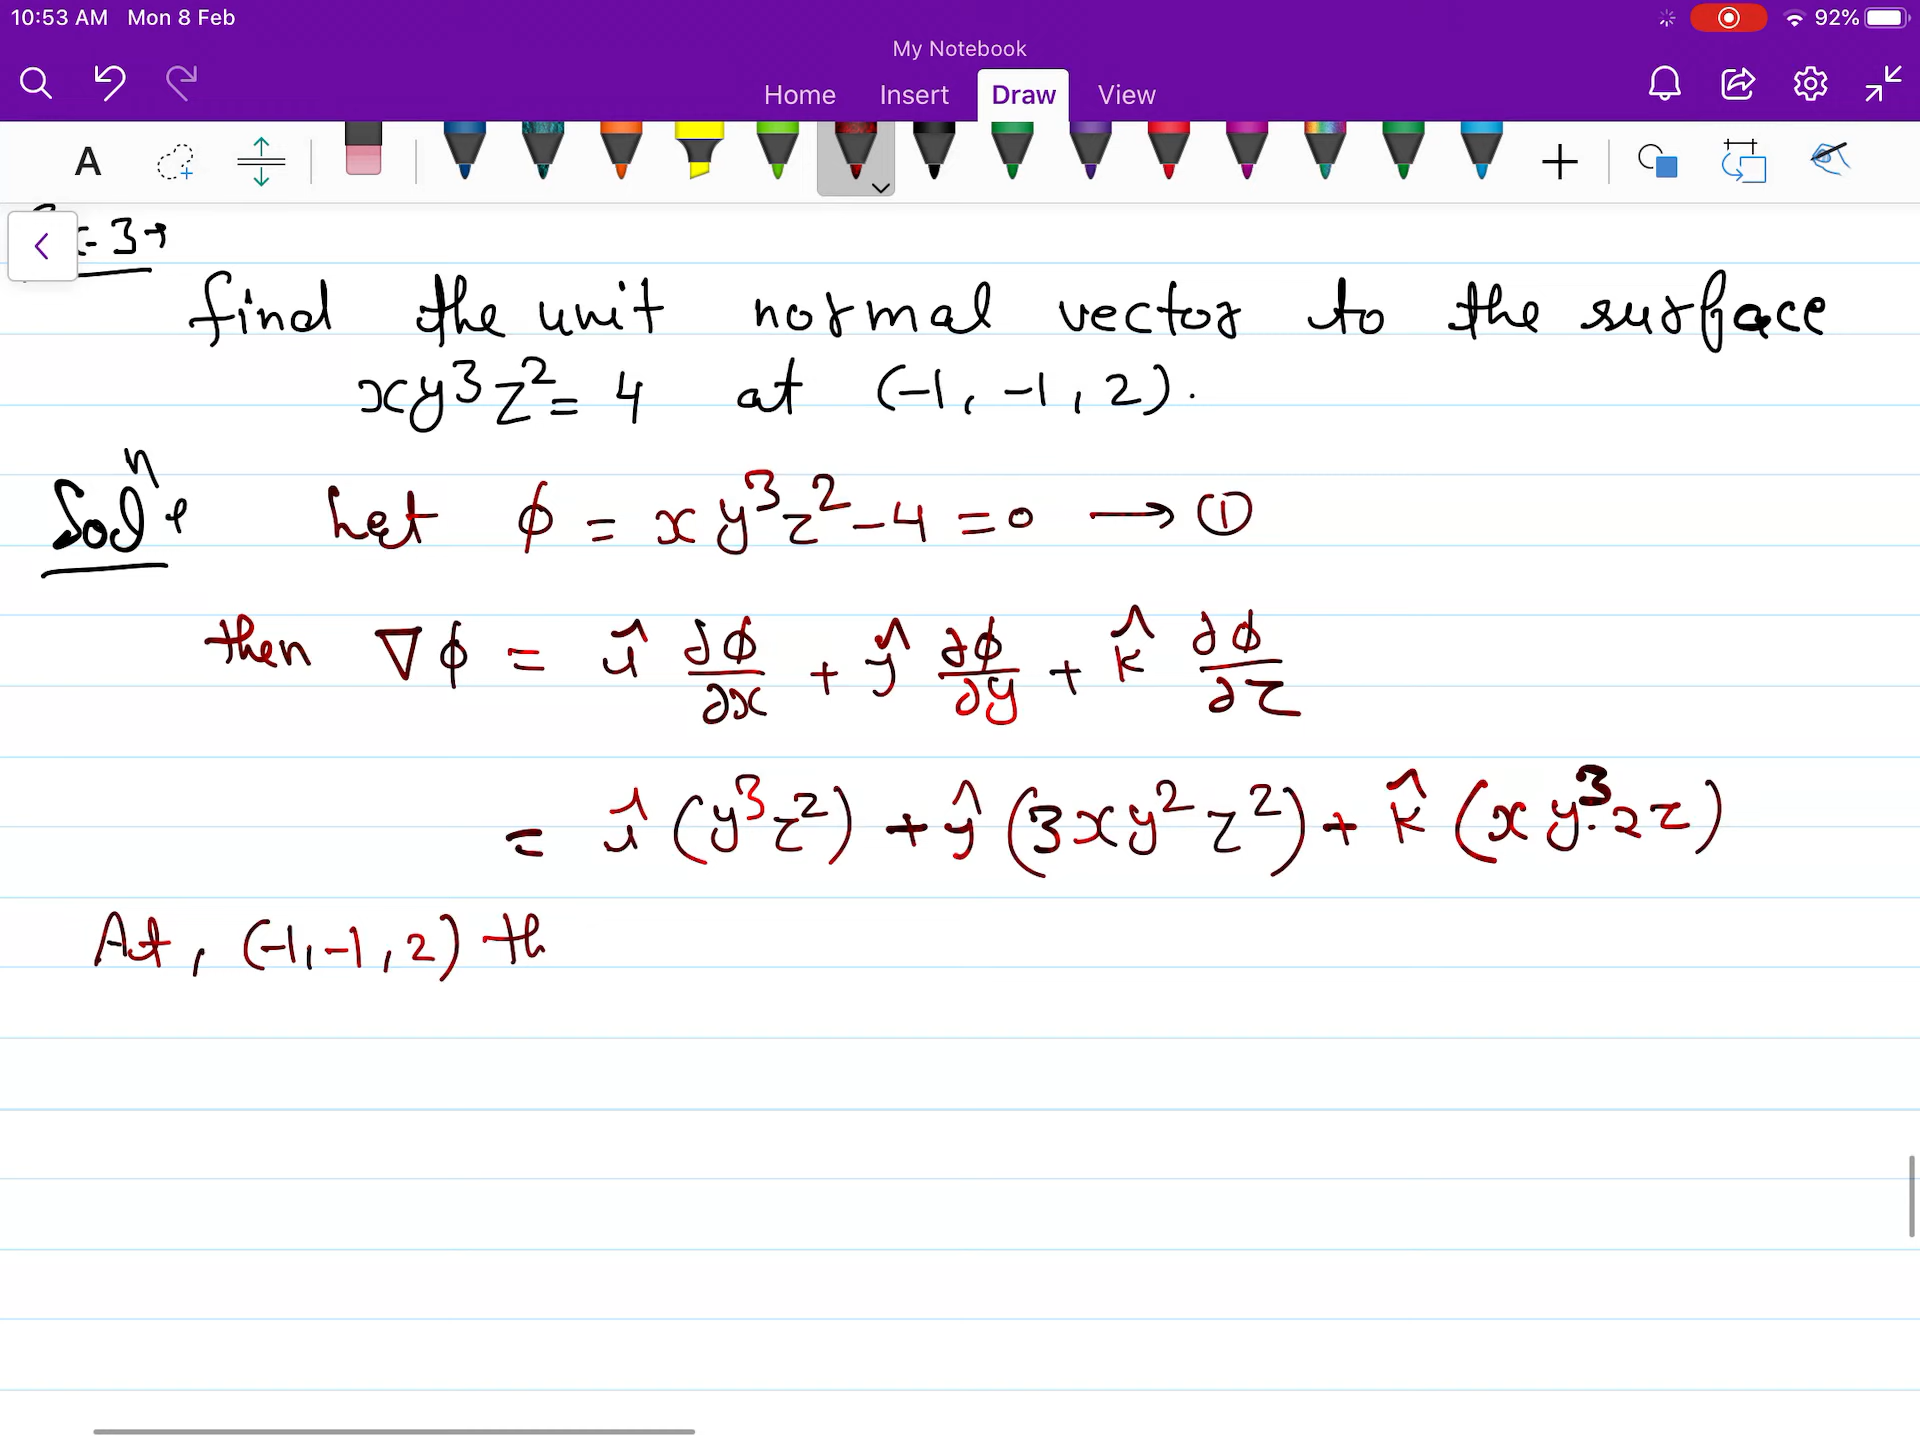 10:53 AM Mon 8 Feb 92%
My Notebook
Home Insert Draw View
A
3→
find the unit normal vector to the surface
xy³z² = 4 at (-1, -1, 2).
Solⁿ: Let ϕ = xy³z² - 4 = 0 ⟶ ①
then ∇ϕ = î ∂ϕ/∂x + ĵ ∂ϕ/∂y + k̂ ∂ϕ/∂z
= î (y³z²) + ĵ (3xy²z²) + k̂ (xy³.2z)
At, (-1, -1, 2) th